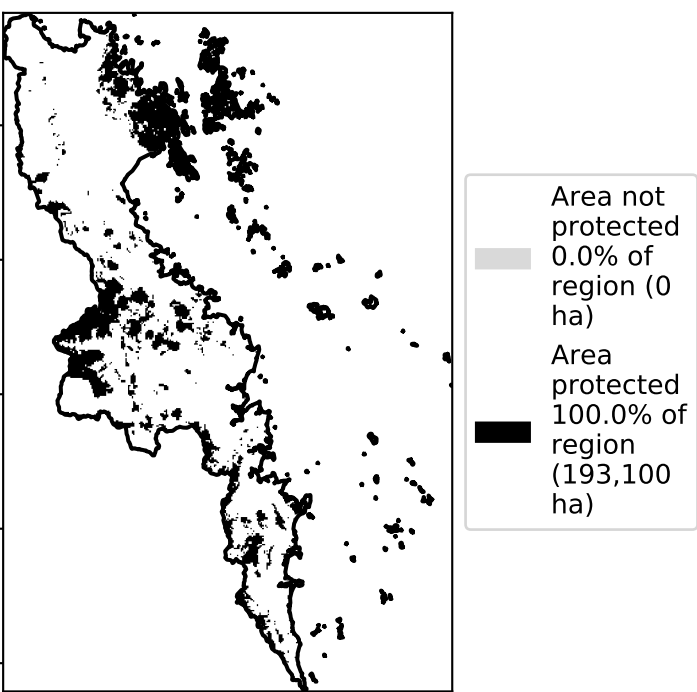 Area not
protected
0.0% of
region (0
ha)
Area
protected
100.0% of
region
(193,100
ha)